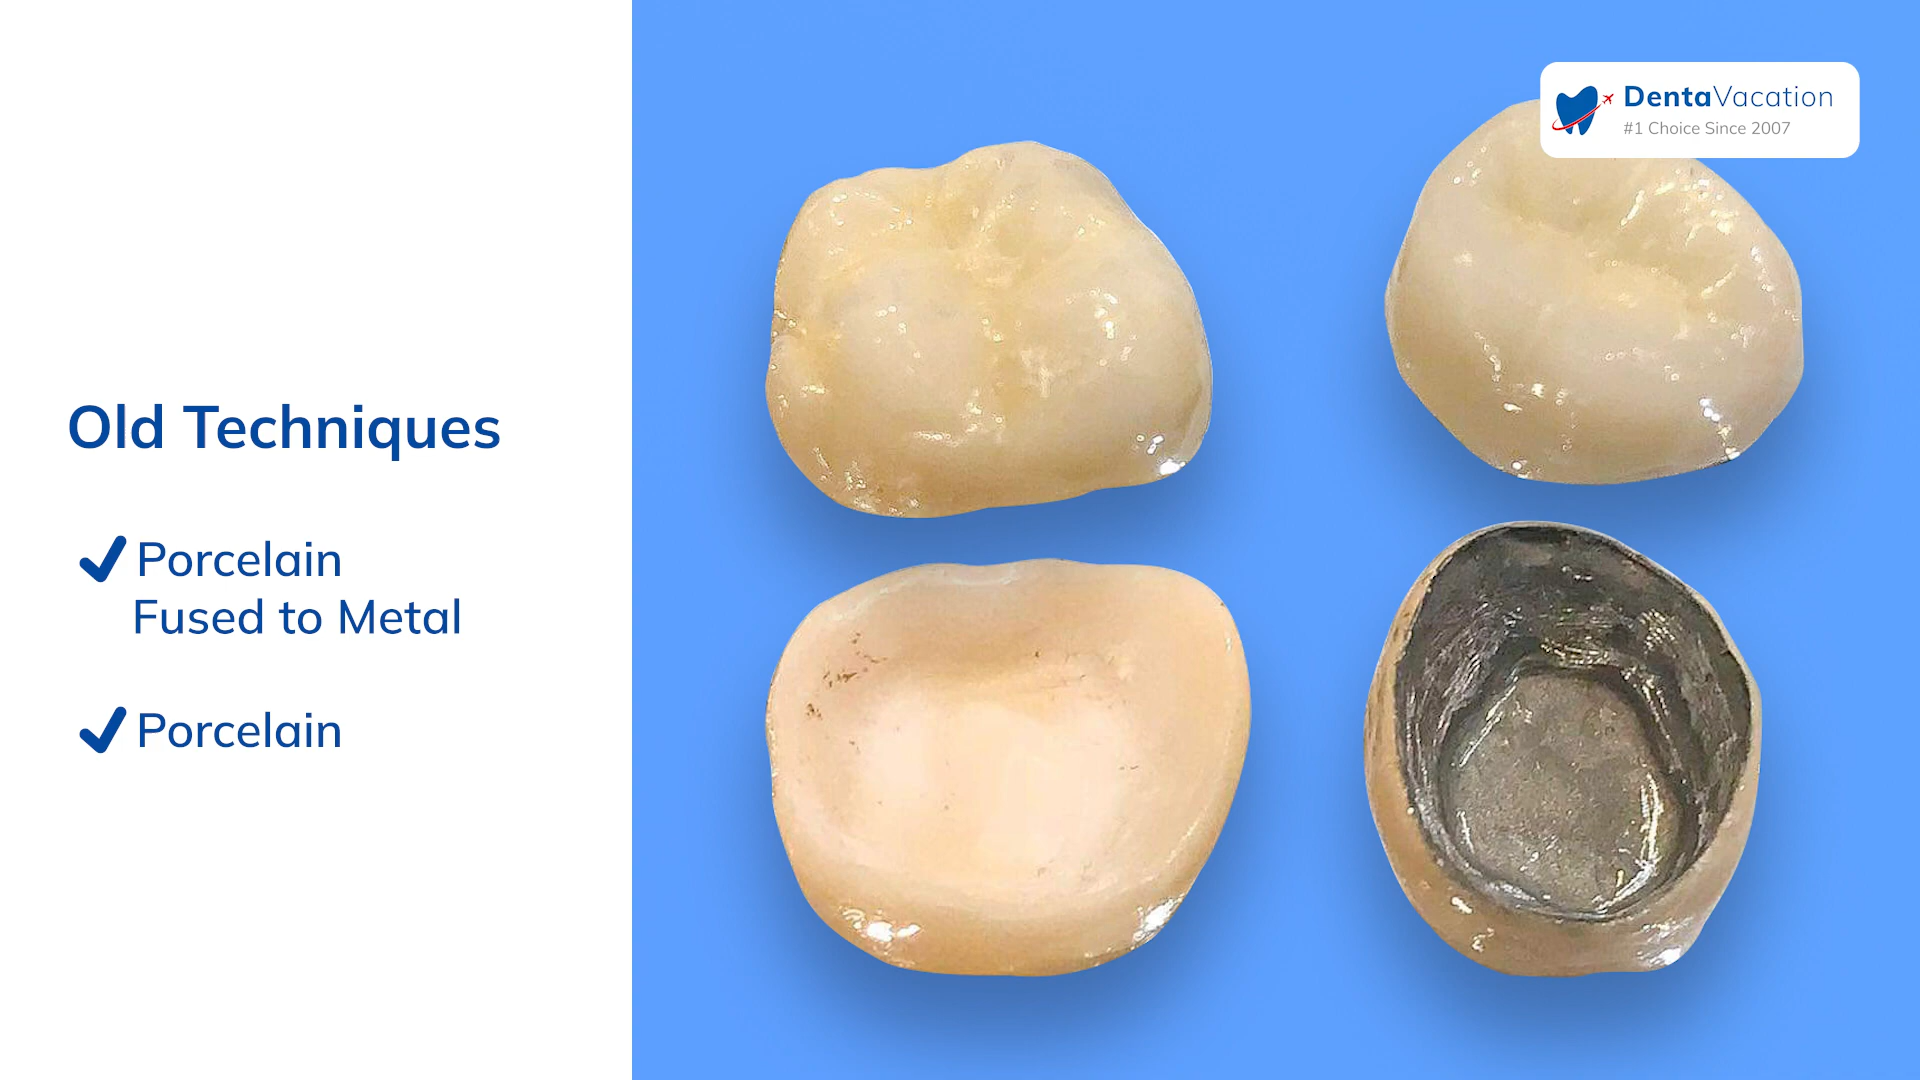 DentaVacation
#1 Choice Since 2007
Old Techniques
Porcelain
Fused to Metal
Porcelain